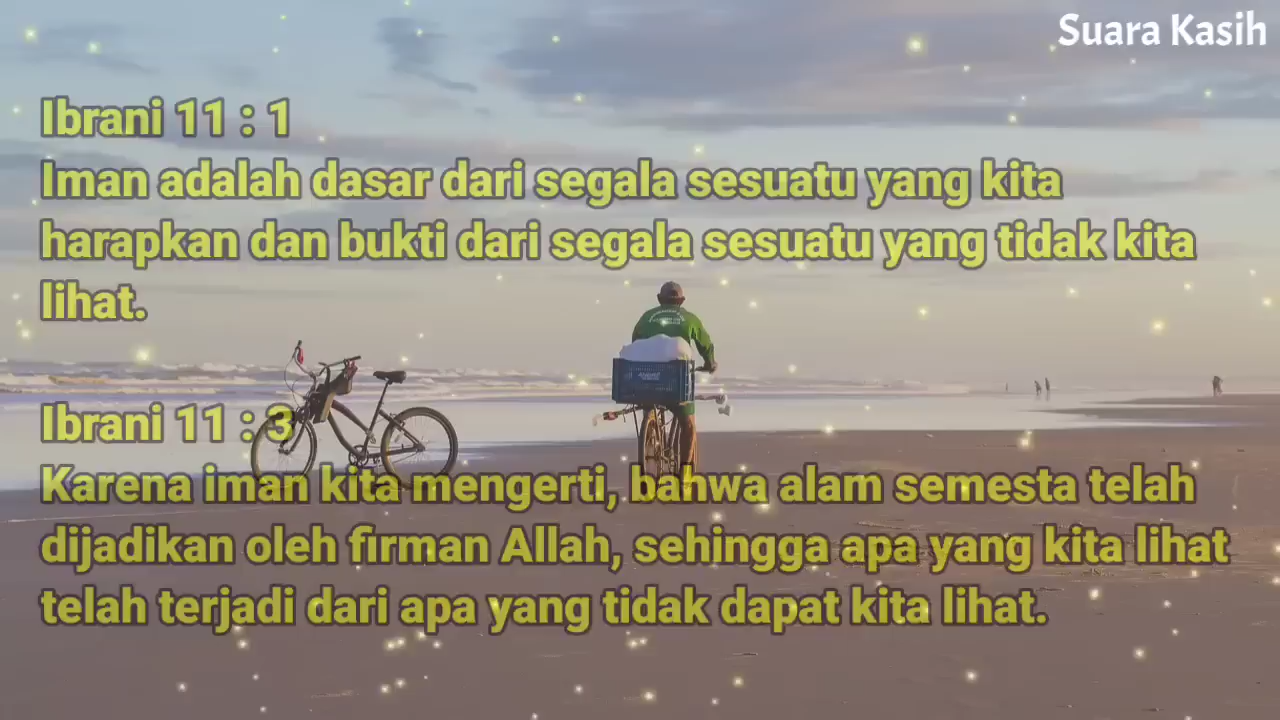 Suara Kasih
Ibrani 11 : 1
Iman adalah dasar dari segala sesuatu yang kita
harapkan dan bukti dari segala sesuatu yang tidak kita
lihat.
Ibrani 11 : 3
Karena iman kita mengerti, bahwa alam semesta telah
dijadikan oleh firman Allah, sehingga apa yang kita lihat
telah terjadi dari apa yang tidak dapat kita lihat.